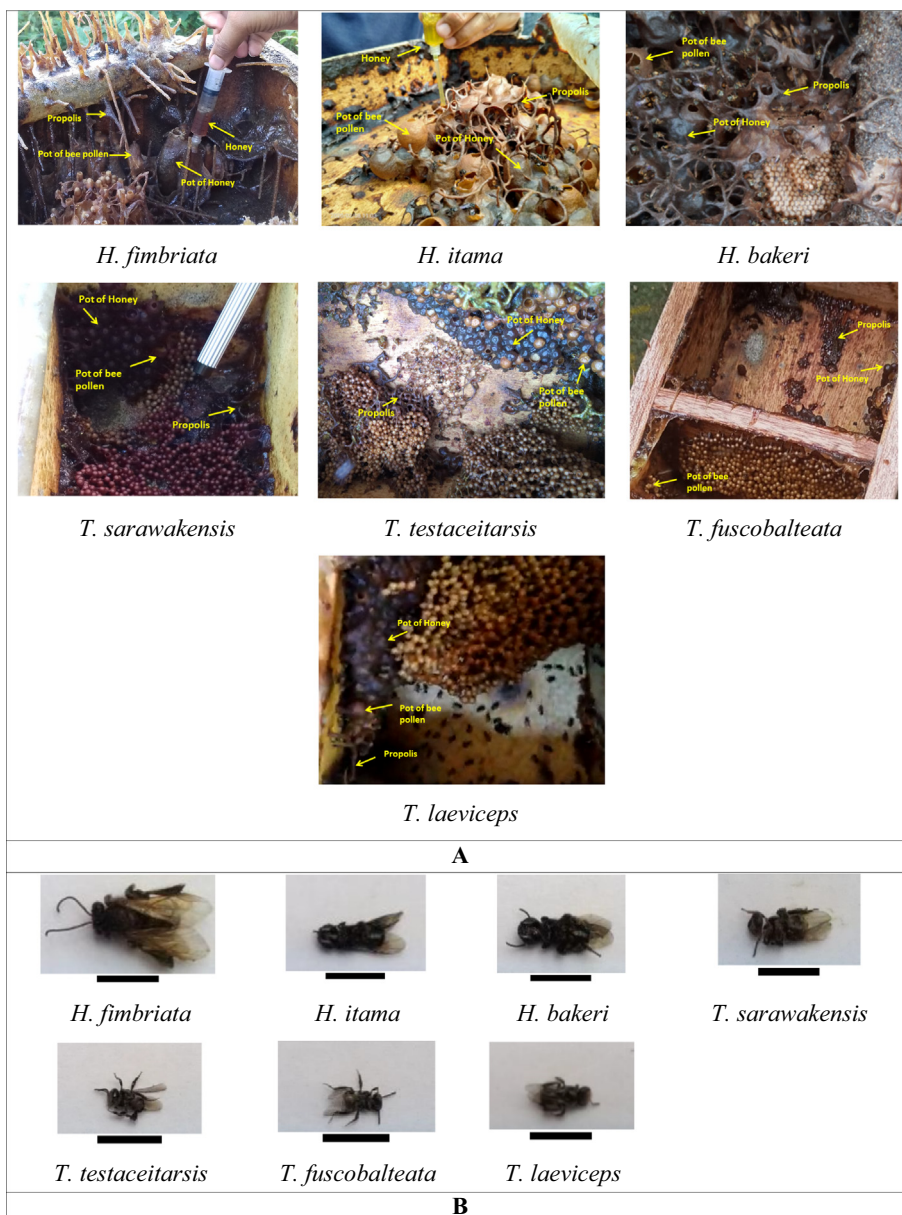 Propolis
Pot of bee pollen
Honey
Pot of Honey
H. fimbriata
Honey
Propolis
Pot of bee
pollen
Pot of Honey
H. itama
Pot of bee
pollen
Propolis
Pot of Honey
H. bakeri
Pot of Honey
Pot of bee
pollen
Propolis
T. sarawakensis
Pot of Honey
Pot of bee
pollen
Propolis
T. testaceitarsis
Propolis
Pot of Honey
Pot of bee
pollen
T. fuscobalteata
Pot of Honey
Pot of bee
pollen
Propolis
T. laeviceps
A
H. fimbriata
H. itama
H. bakeri
T. sarawakensis
T. testaceitarsis
T. fuscobalteata
T. laeviceps
B